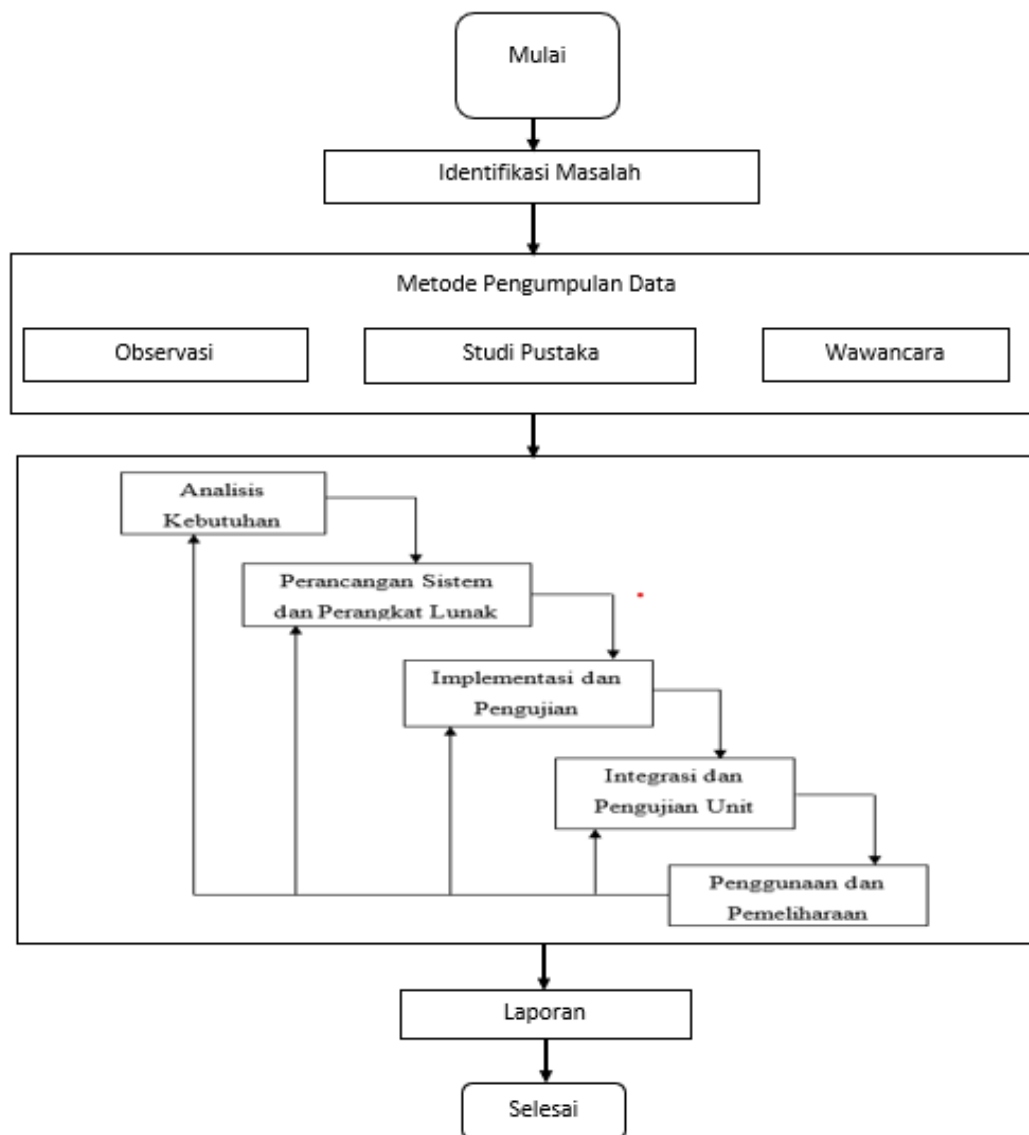 Mulai
Identifikasi Masalah
Metode Pengumpulan Data
Observasi
Studi Pustaka
Wawancara
Analisis
Kebutuhan
Perancangan Sistem
dan Perangkat Lunak
Implementasi dan
Pengujian
Integrasi dan
Pengujian Unit
Penggunaan dan
Pemeliharaan
Laporan
Selesai